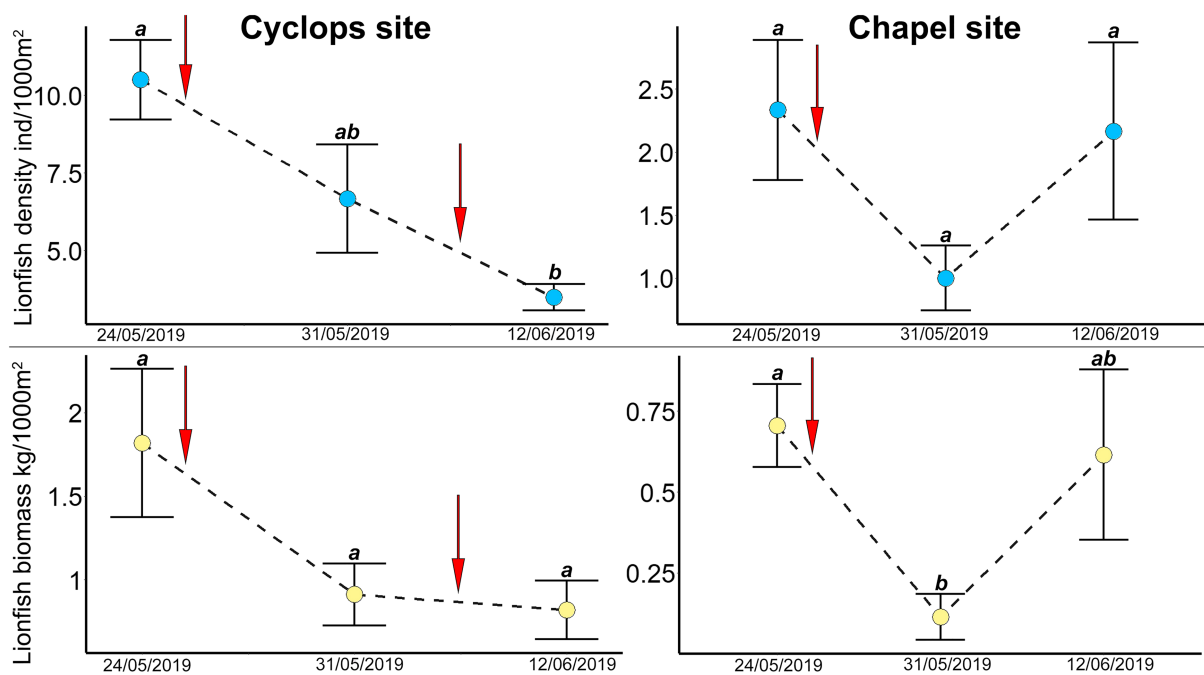 Cyclops site
Chapel site
Lionfish density ind/1000m²
10.0
7.5
5.0
a
ab
b
24/05/2019
31/05/2019
12/06/2019
2.5
2.0
1.5
1.0
a
a
a
24/05/2019
31/05/2019
12/06/2019
Lionfish biomass kg/1000m²
2
1.5
1
a
a
a
24/05/2019
31/05/2019
12/06/2019
0.75
0.5
0.25
a
b
ab
24/05/2019
31/05/2019
12/06/2019